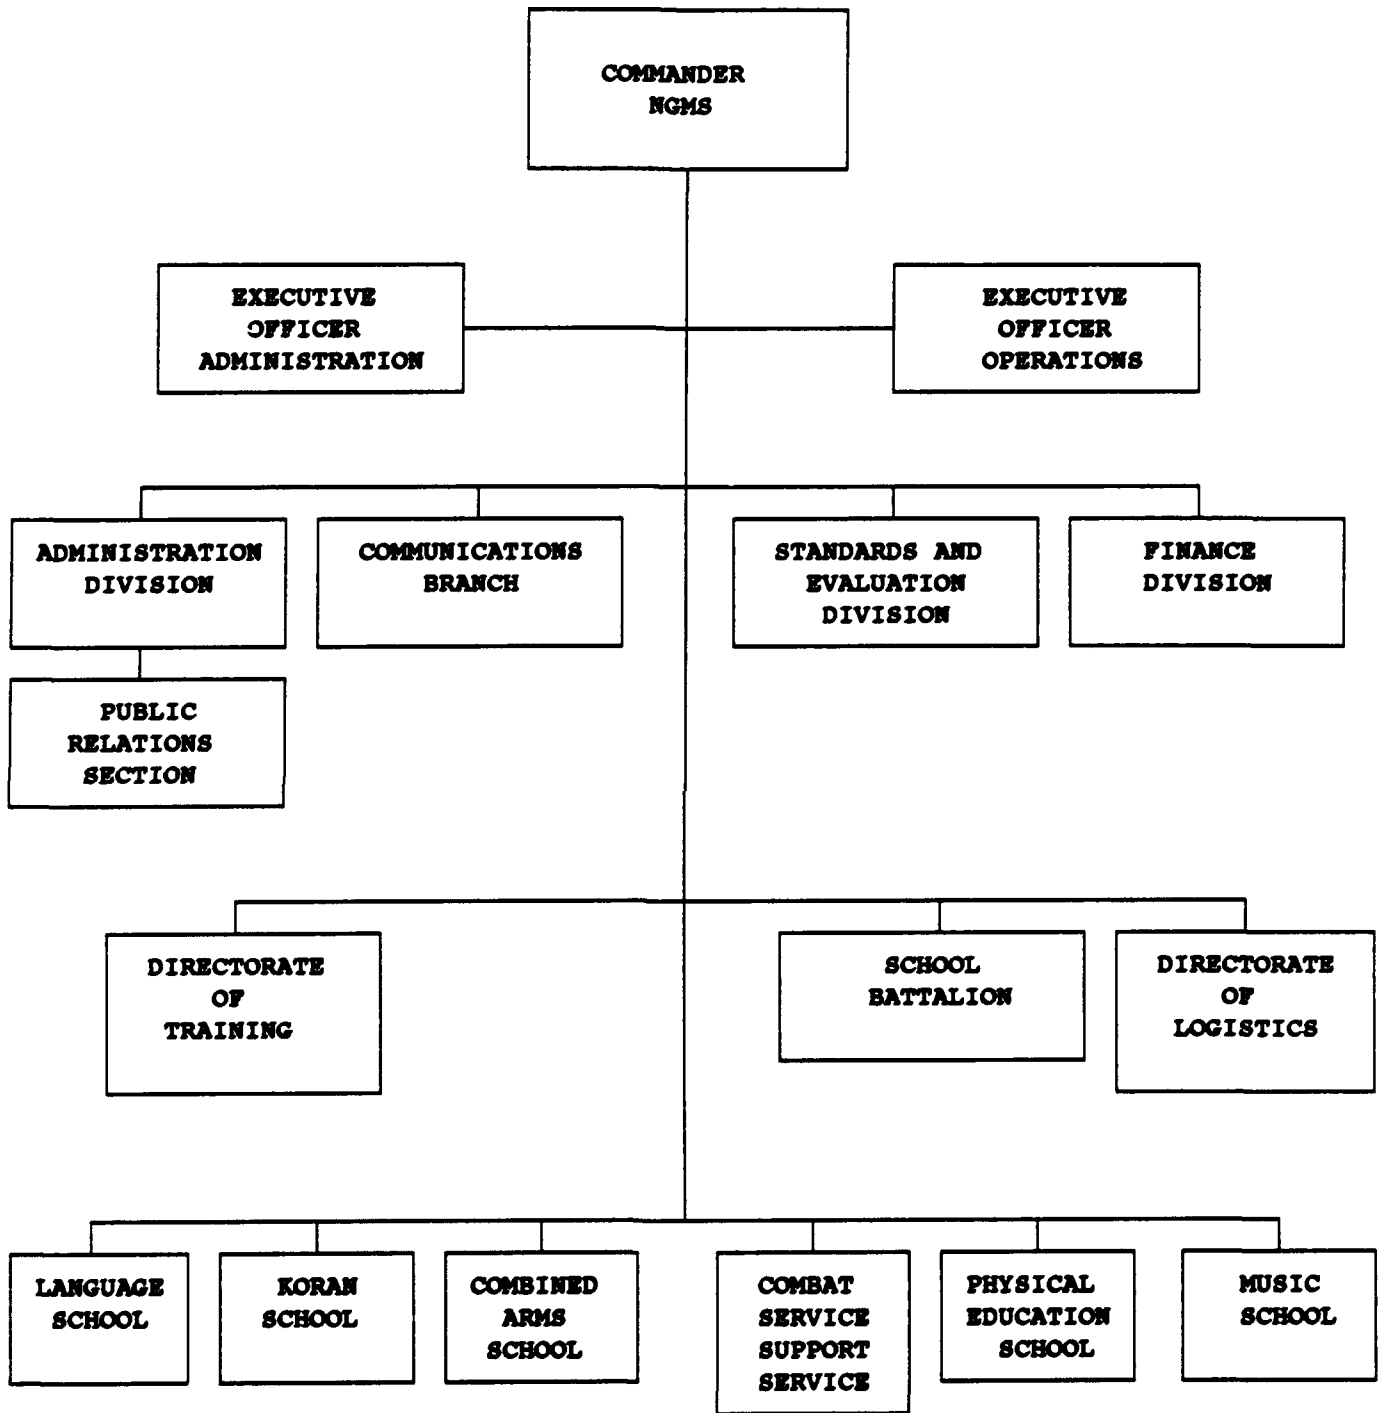 COMMANDER
NGMS
EXECUTIVE
OFFICER
ADMINISTRATION
EXECUTIVE
OFFICER
OPERATIONS
ADMINISTRATION
DIVISION
COMMUNICATIONS
BRANCH
STANDARDS AND
EVALUATION
DIVISION
FINANCE
DIVISION
PUBLIC
RELATIONS
SECTION
DIRECTORATE
OF
TRAINING
SCHOOL
BATTALION
DIRECTORATE
OF
LOGISTICS
LANGUAGE
SCHOOL
KORAN
SCHOOL
COMBINED
ARMS
SCHOOL
COMBAT
SERVICE
SUPPORT
SERVICE
PHYSICAL
EDUCATION
SCHOOL
MUSIC
SCHOOL